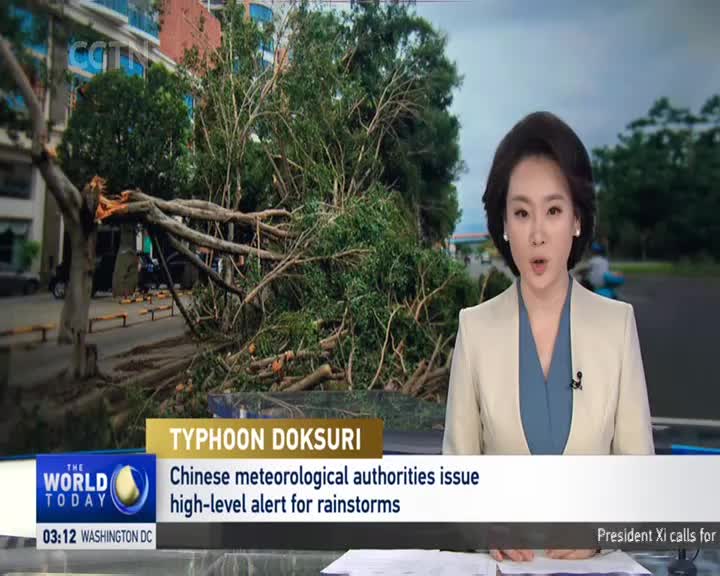 CGTN
TYPHOON DOKSURI
Chinese meteorological authorities issue
high-level alert for rainstorms
THE
WORLD
TODAY
03:12 WASHINGTON DC
President Xi calls for